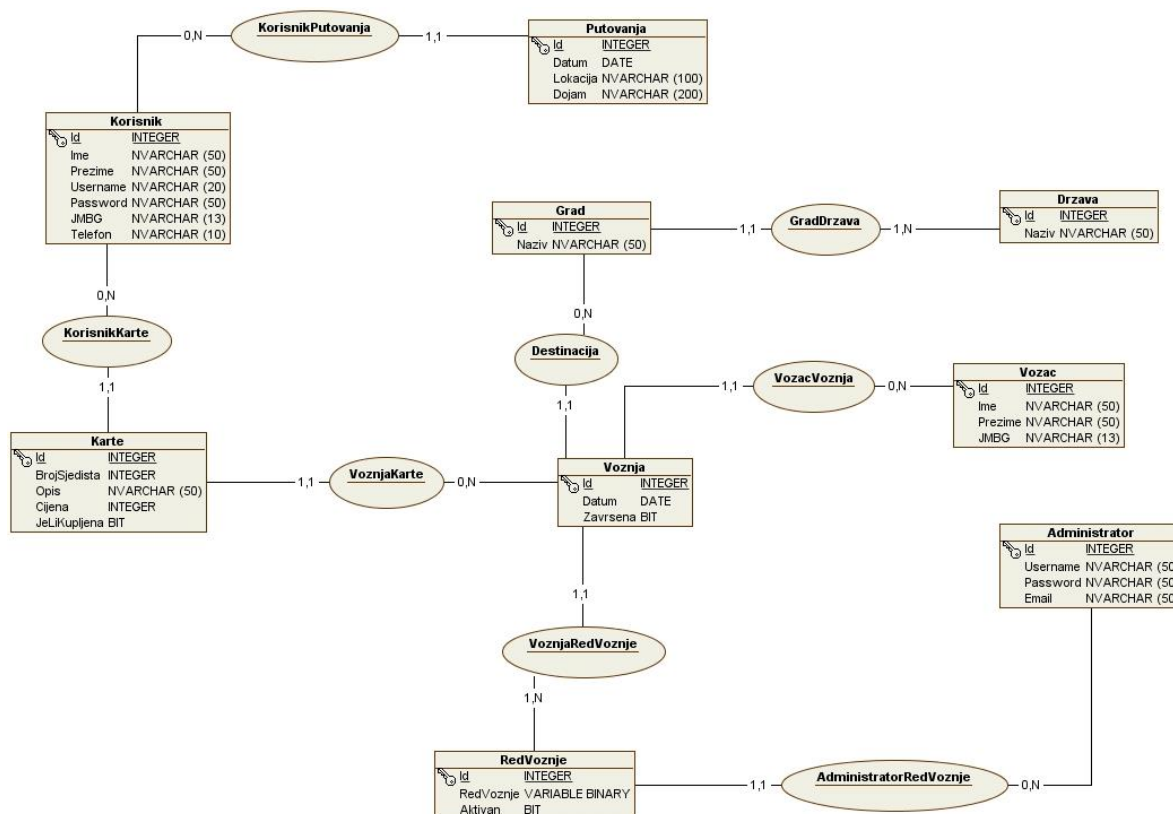 KorisnikPutovanja
0,N
1,1
Putovanja
Id INTEGER
Datum DATE
Lokacija NVARCHAR (100)
Dojam NVARCHAR (200)
Korisnik
Id INTEGER
Ime NVARCHAR (50)
Prezime NVARCHAR (50)
Username NVARCHAR (20)
Password NVARCHAR (50)
JMBG NVARCHAR (13)
Telefon NVARCHAR (10)
Grad
Id INTEGER
Naziv NVARCHAR (50)
1,1
GradDrzava
1,N
Drzava
Id INTEGER
Naziv NVARCHAR (50)
0,N
KorisnikKarte
1,1
0,N
Destinacija
1,1
1,1
VozacVoznja
0,N
Vozac
Id INTEGER
Ime NVARCHAR (50)
Prezime NVARCHAR (50)
JMBG NVARCHAR (13)
Karte
Id INTEGER
BrojSjedista INTEGER
Opis NVARCHAR (50)
Cijena INTEGER
JeLiKupljena BIT
1,1
VoznjaKarte
0,N
Voznja
Id INTEGER
Datum DATE
Zavrsena BIT
Administrator
Id INTEGER
Username NVARCHAR (50
Password NVARCHAR (50
Email NVARCHAR (50
1,1
VoznjaRedVoznje
1,N
RedVoznje
Id INTEGER
RedVoznje VARIABLE BINARY
Aktivan BIT
1,1
AdministratorRedVoznje
0,N